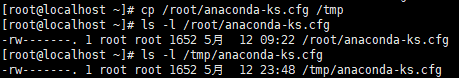 [root@localhost ~]# cp /root/anaconda-ks.cfg /tmp
[root@localhost ~]# ls -l /root/anaconda-ks.cfg
-rw-------. 1 root root 1652 5月  12 09:22 /root/anaconda-ks.cfg
[root@localhost ~]# ls -l /tmp/anaconda-ks.cfg
-rw-------. 1 root root 1652 5月  12 23:48 /tmp/anaconda-ks.cfg